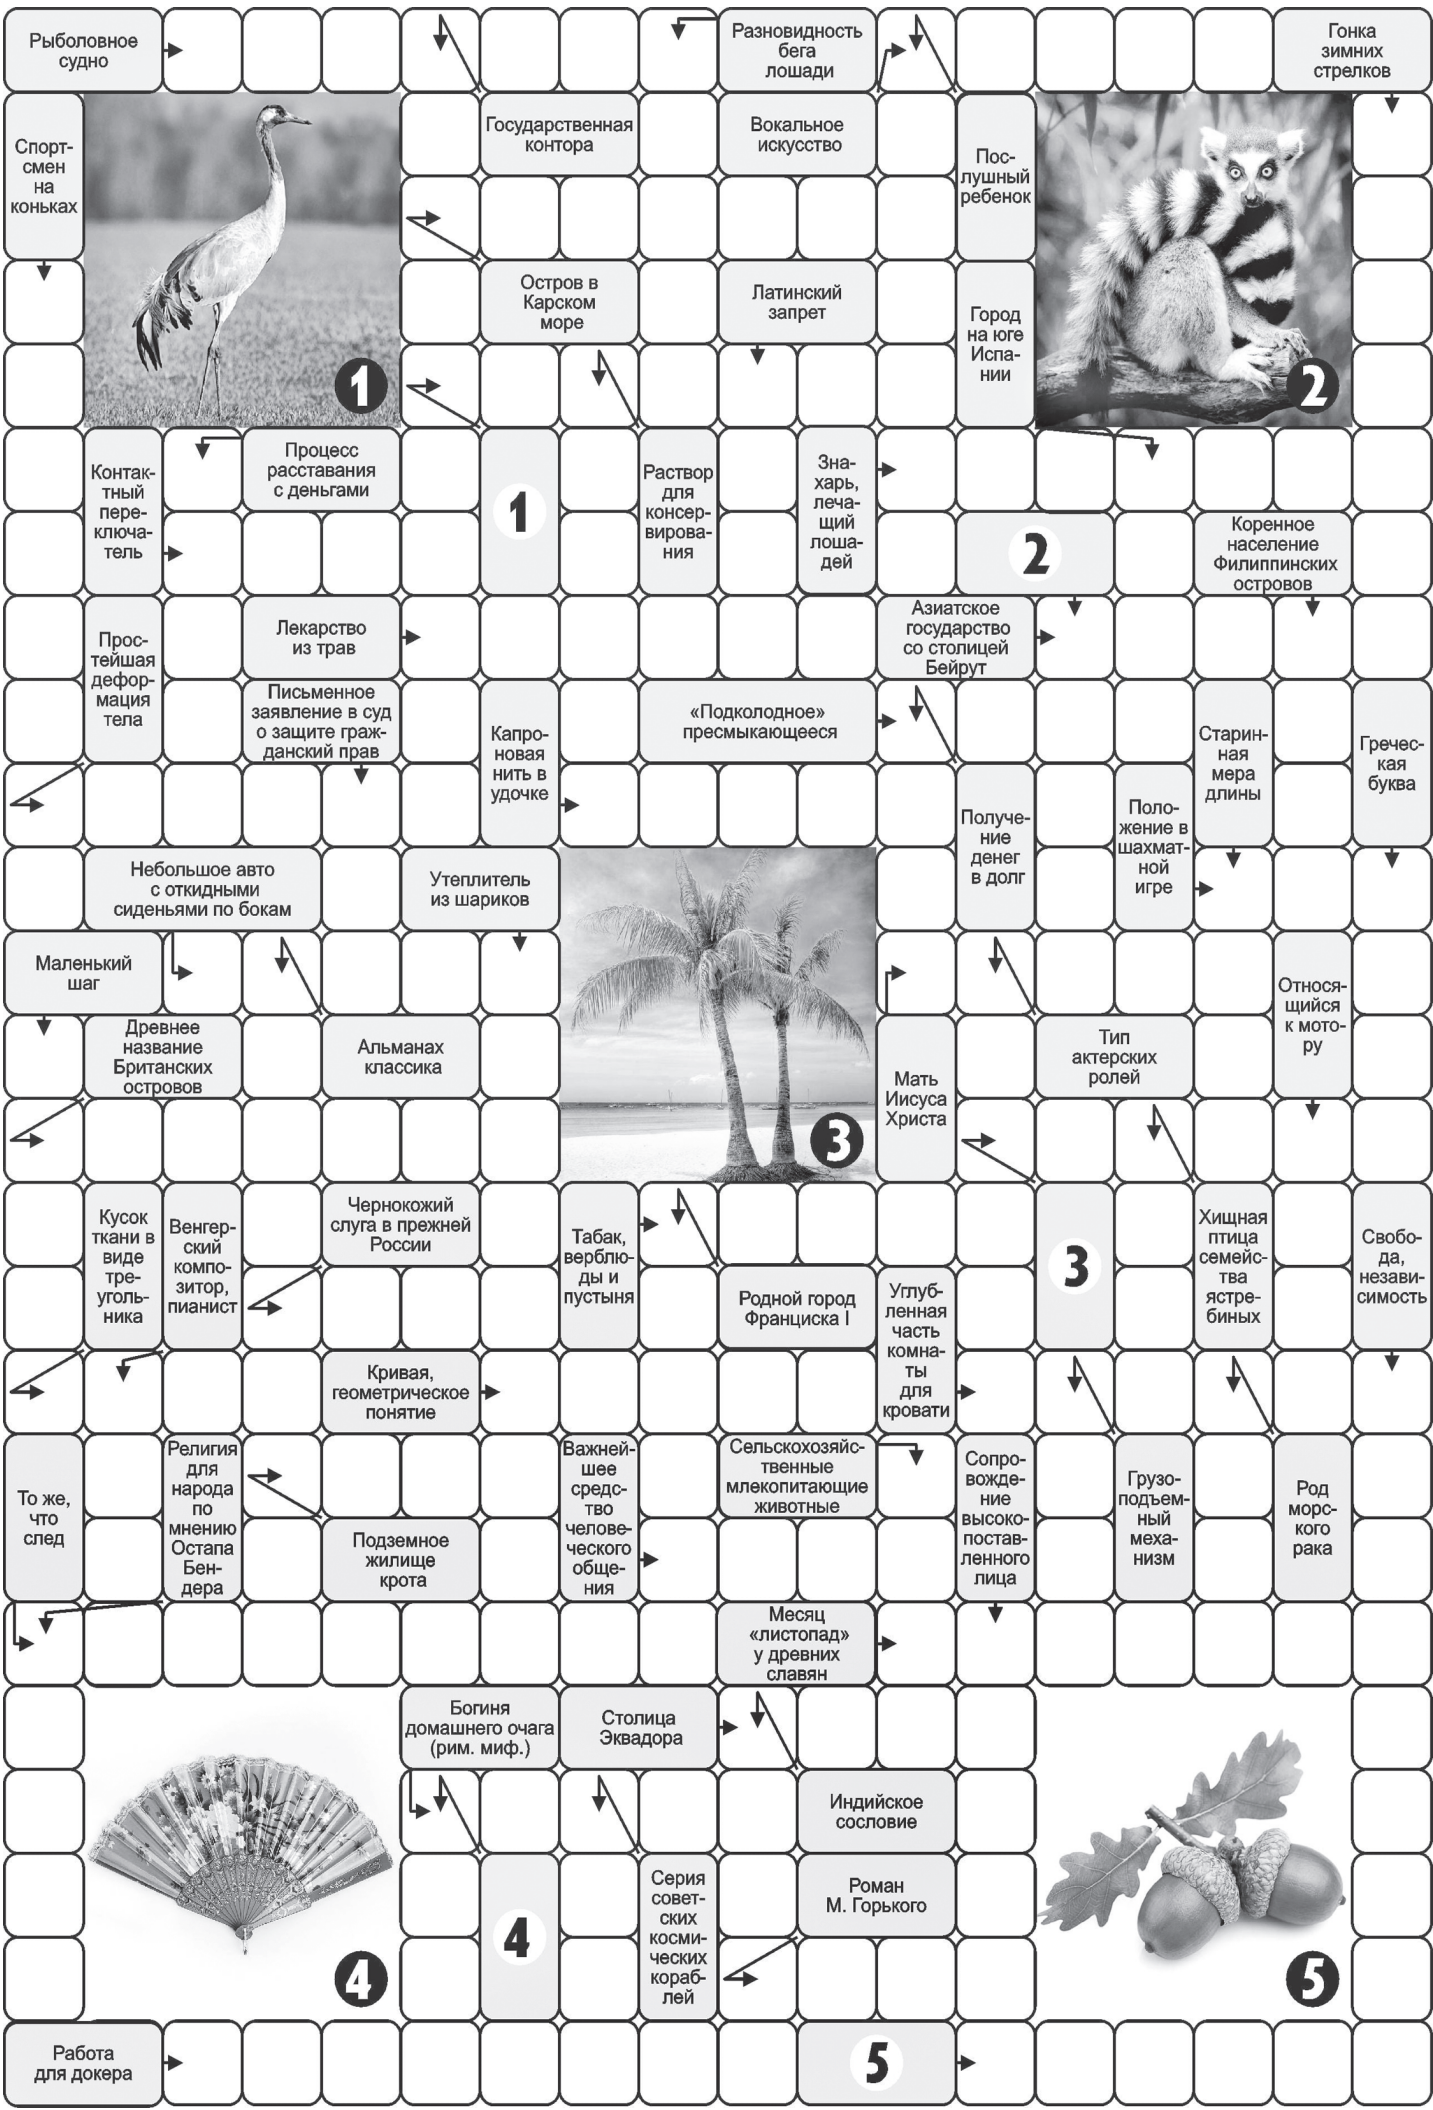 Рыболовное
судно
Разновидность
бега
лошади
Гонка
зимних
стрелков
Спорт-
смен
на
коньках
Государственная
контора
Вокальное
искусство
Пос-
лушный
ребенок
Остров в
Карском
море
Латинский
запрет
Город
на юге
Испа-
нии
1
2
Контак-
тный
пере-
ключа-
тель
Процесс
расставания
с деньгами
1
Раствор
для
консер-
вирова-
ния
Зна-
харь,
леча-
щий
лоша-
дей
2
Коренное
население
Филиппинских
островов
Прос-
тейшая
дефор-
мация
тела
Лекарство
из трав
Азиатское
государство
со столицей
Бейрут
Письменное
заявление в суд
о защите граж-
данский прав
Капро-
новая
нить в
удочке
«Подколодное»
пресмыкающееся
Старин-
ная
мера
длины
Гречес-
кая
буква
Получе-
ние
денег
в долг
Поло-
жение в
шахмат-
ной
игре
Небольшое авто
с откидными
сиденьями по бокам
Утеплитель
из шариков
Маленький
шаг
Относя-
щийся
к мото-
ру
Древнее
название
Британских
островов
Альманах
классика
3
Мать
Иисуса
Христа
Тип
актерских
ролей
Кусок
ткани в
виде
тре-
уголь-
ника
Венгер-
ский
компо-
зитор,
пианист
Чернокожий
слуга в прежней
России
Табак,
верблю-
ды и
пустыня
3
Хищная
птица
семейс-
тва
ястре-
биных
Свобо-
да,
незави-
симость
Родной город
Франциска I
Углуб-
ленная
часть
комна-
ты
для
кровати
Кривая,
геометрическое
понятие
То же,
что
след
Религия
для
народа
по
мнению
Остапа
Бен-
дера
Важней-
шее
средс-
тво
челове-
ческого
обще-
ния
Сельскохозяйс-
твенные
млекопитающие
животные
Сопро-
вожде-
ние
высоко-
постав-
ленного
лица
Грузо-
подъем-
ный
меха-
низм
Род
морс-
кого
рака
Подземное
жилище
крота
Месяц
«листопад»
у древних
славян
Богиня
домашнего очага
(рим. миф.)
Столица
Эквадора
Индийское
сословие
4
Серия
совет-
ских
косми-
ческих
кораб-
лей
Роман
М. Горького
4
5
Работа
для докера
5